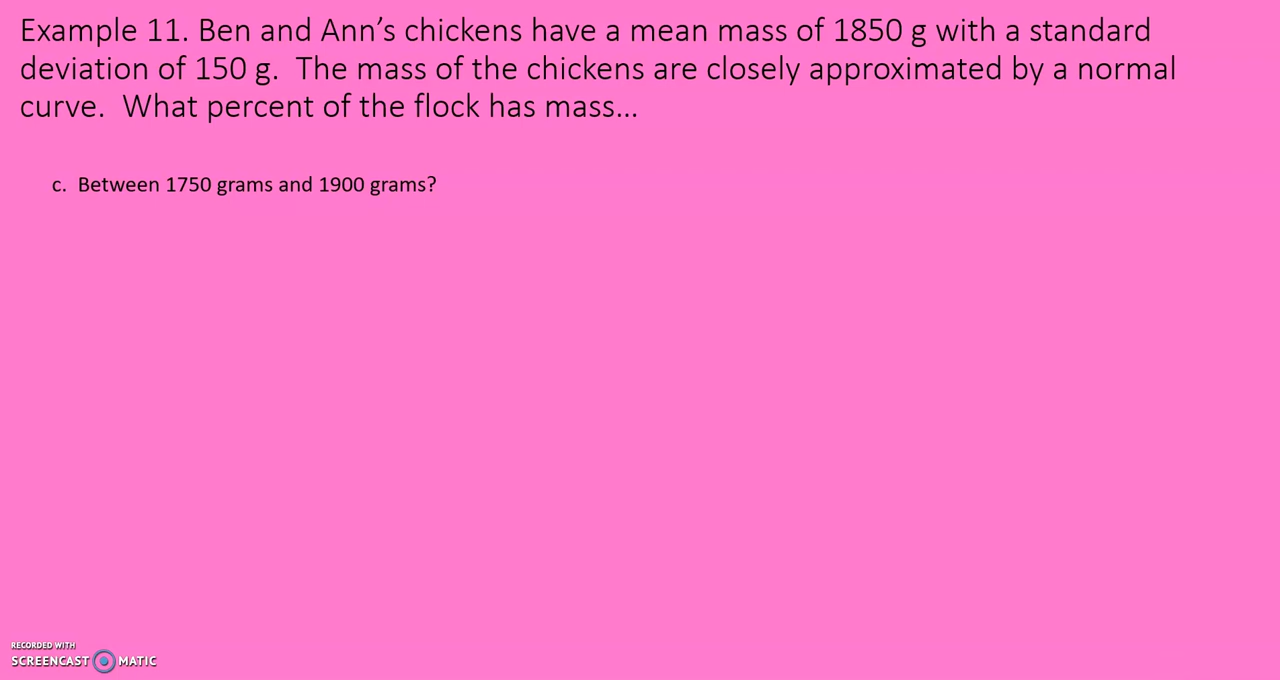 Example 11. Ben and Ann’s chickens have a mean mass of 1850 g with a standard
deviation of 150 g.  The mass of the chickens are closely approximated by a normal
curve.  What percent of the flock has mass...
c.  Between 1750 grams and 1900 grams?
RECORDED WITH
SCREENCAST MATIC